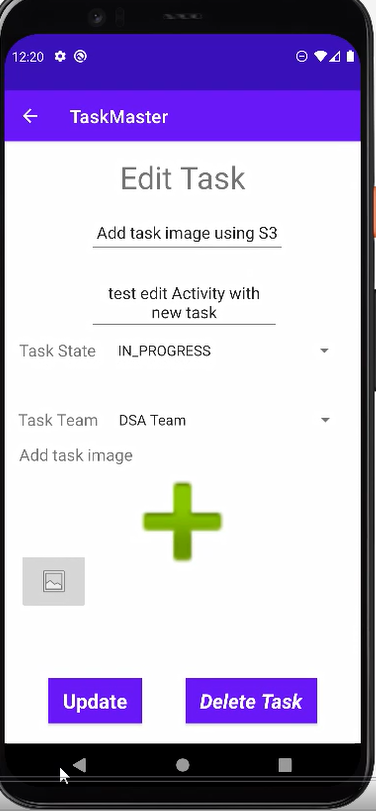 12:20
TaskMaster
Edit Task
Add task image using S3
test edit Activity with
new task
Task State IN_PROGRESS
Task Team DSA Team
Add task image
Update Delete Task